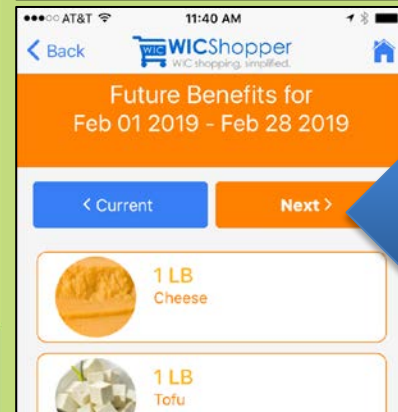 AT&T 11:40 AM
Back WIC WICShopper
WIC shopping, simplified.
Future Benefits for
Feb 01 2019 - Feb 28 2019
< Current Next >
1 LB
Cheese
1 LB
Tofu